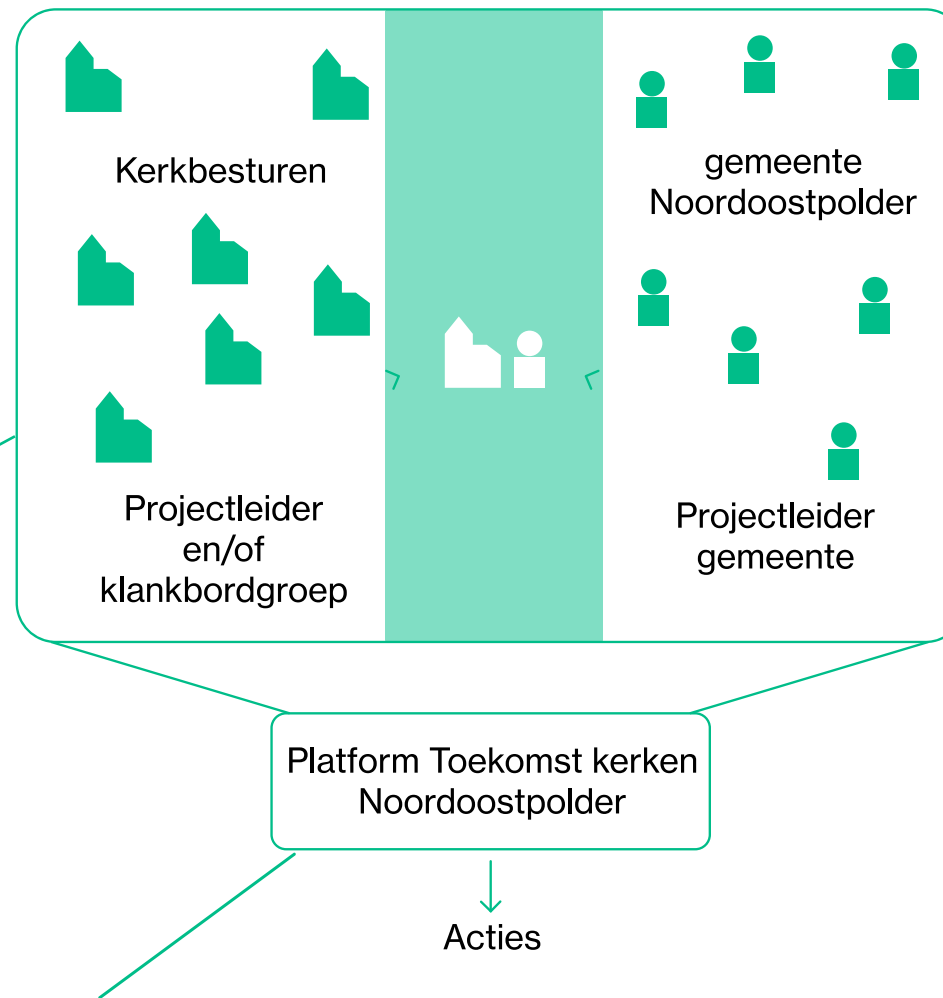 Kerkbesturen
gemeente
Noordoostpolder
Projectleider
en/of
klankbordgroep
Projectleider
gemeente
Platform Toekomst kerken
Noordoostpolder
Acties